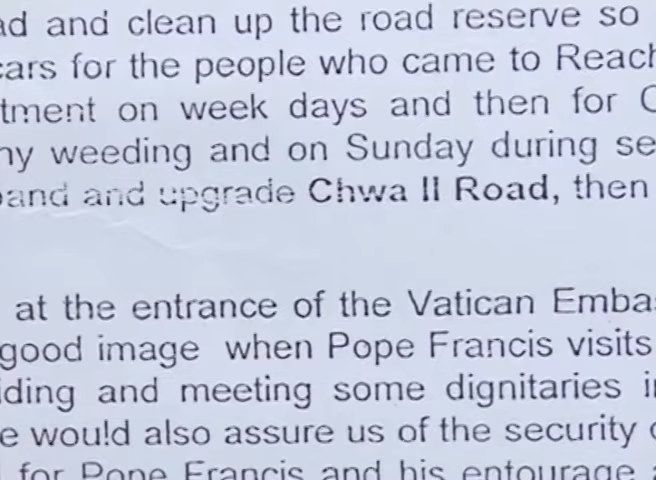 ad and clean up the road reserve so
cars for the people who came to Reach
tment on week days and then for C
ny weeding and on Sunday during se
pand and upgrade Chwa II Road, then
at the entrance of the Vatican Emba
good image when Pope Francis visits
iding and meeting some dignitaries i
e would also assure us of the security
for Pope Francis and his entourage